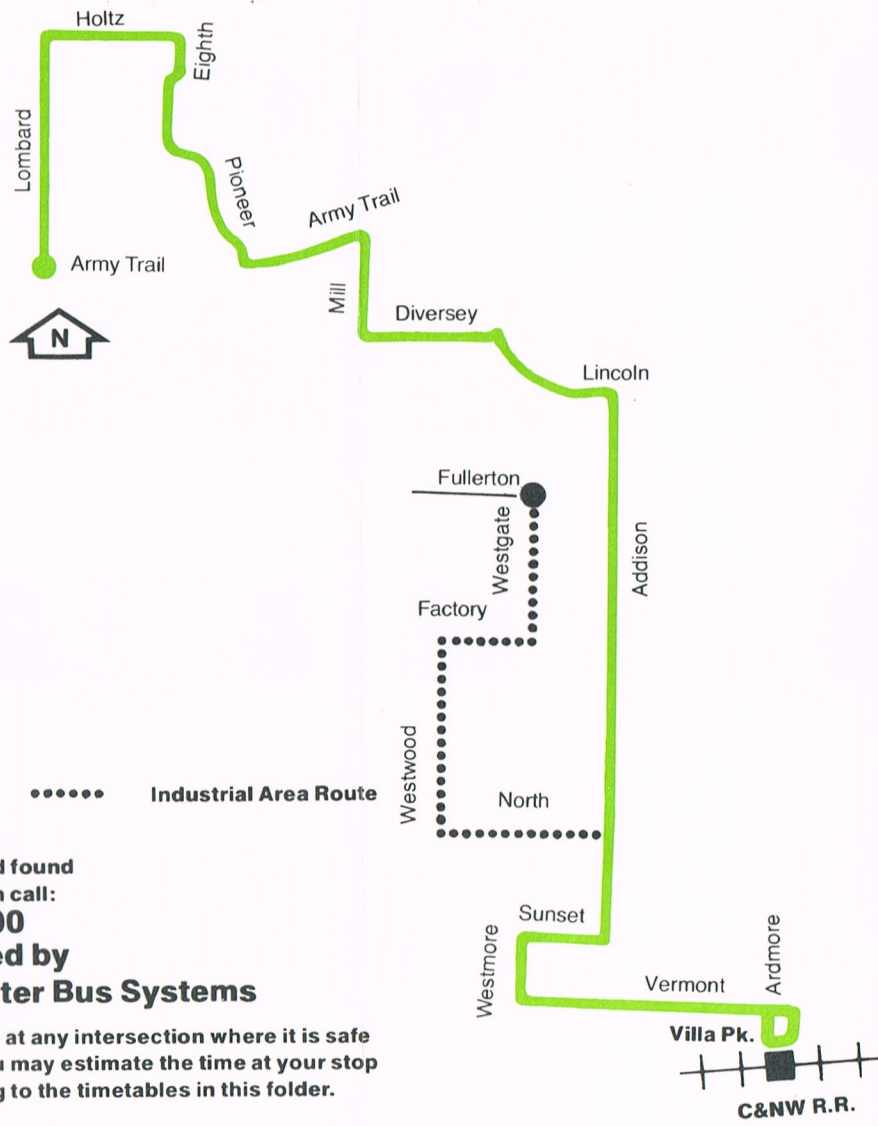 Holtz
Eighth
Lombard
Pioneer
Army Trail
Army Trail
N
Mill
Diversey
Lincoln
Fullerton
Westgate
Addison
Factory
Westwood
Industrial Area Route
North
found
call:
00
ed by
ter Bus Systems
Sunset
Westmore
Ardmore
Vermont
at any intersection where it is safe
may estimate the time at your stop
to the timetables in this folder.
Villa Pk.
C&NW R.R.